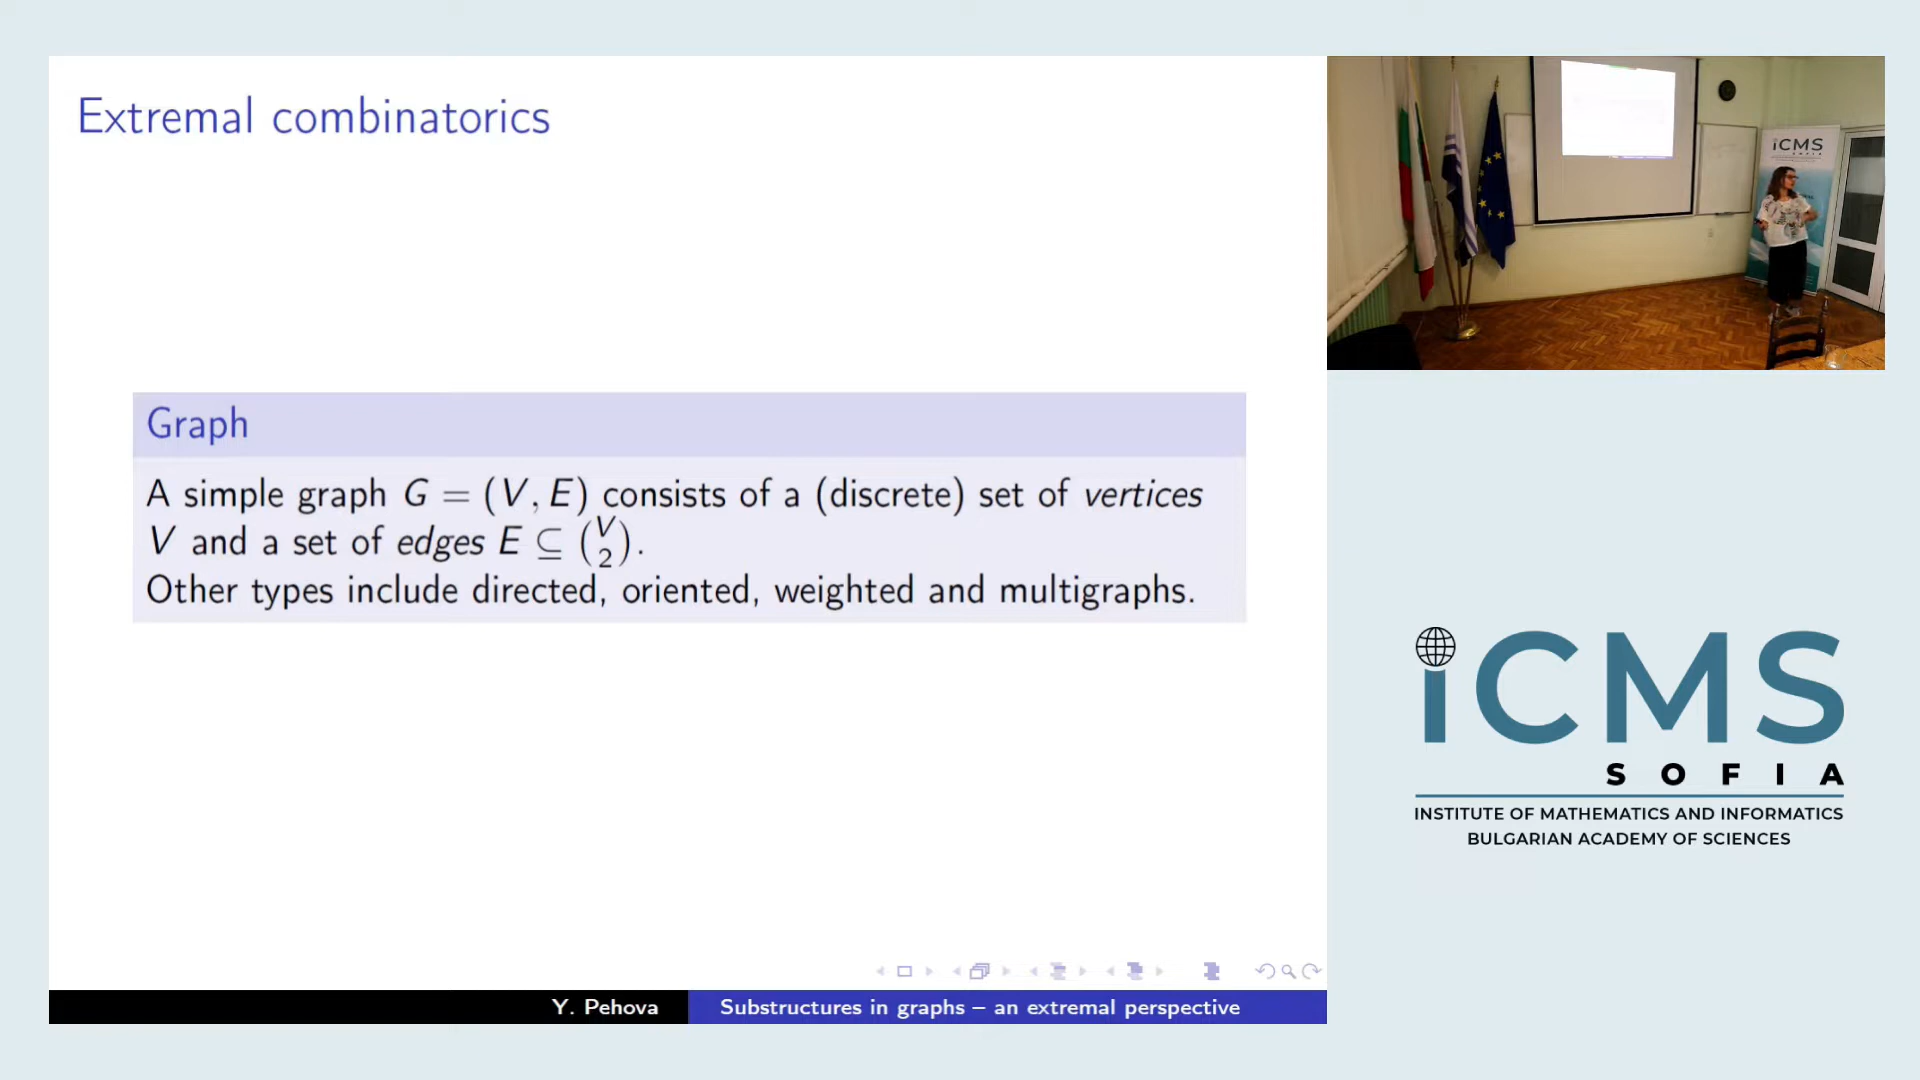 Extremal combinatorics
Graph
A simple graph G = (V, E) consists of a (discrete) set of vertices
V and a set of edges E ⊆ (V 2).
Other types include directed, oriented, weighted and multigraphs.
Y. Pehova
Substructures in graphs – an extremal perspective
iCMS
iCMS
SOFIA
INSTITUTE OF MATHEMATICS AND INFORMATICS
BULGARIAN ACADEMY OF SCIENCES